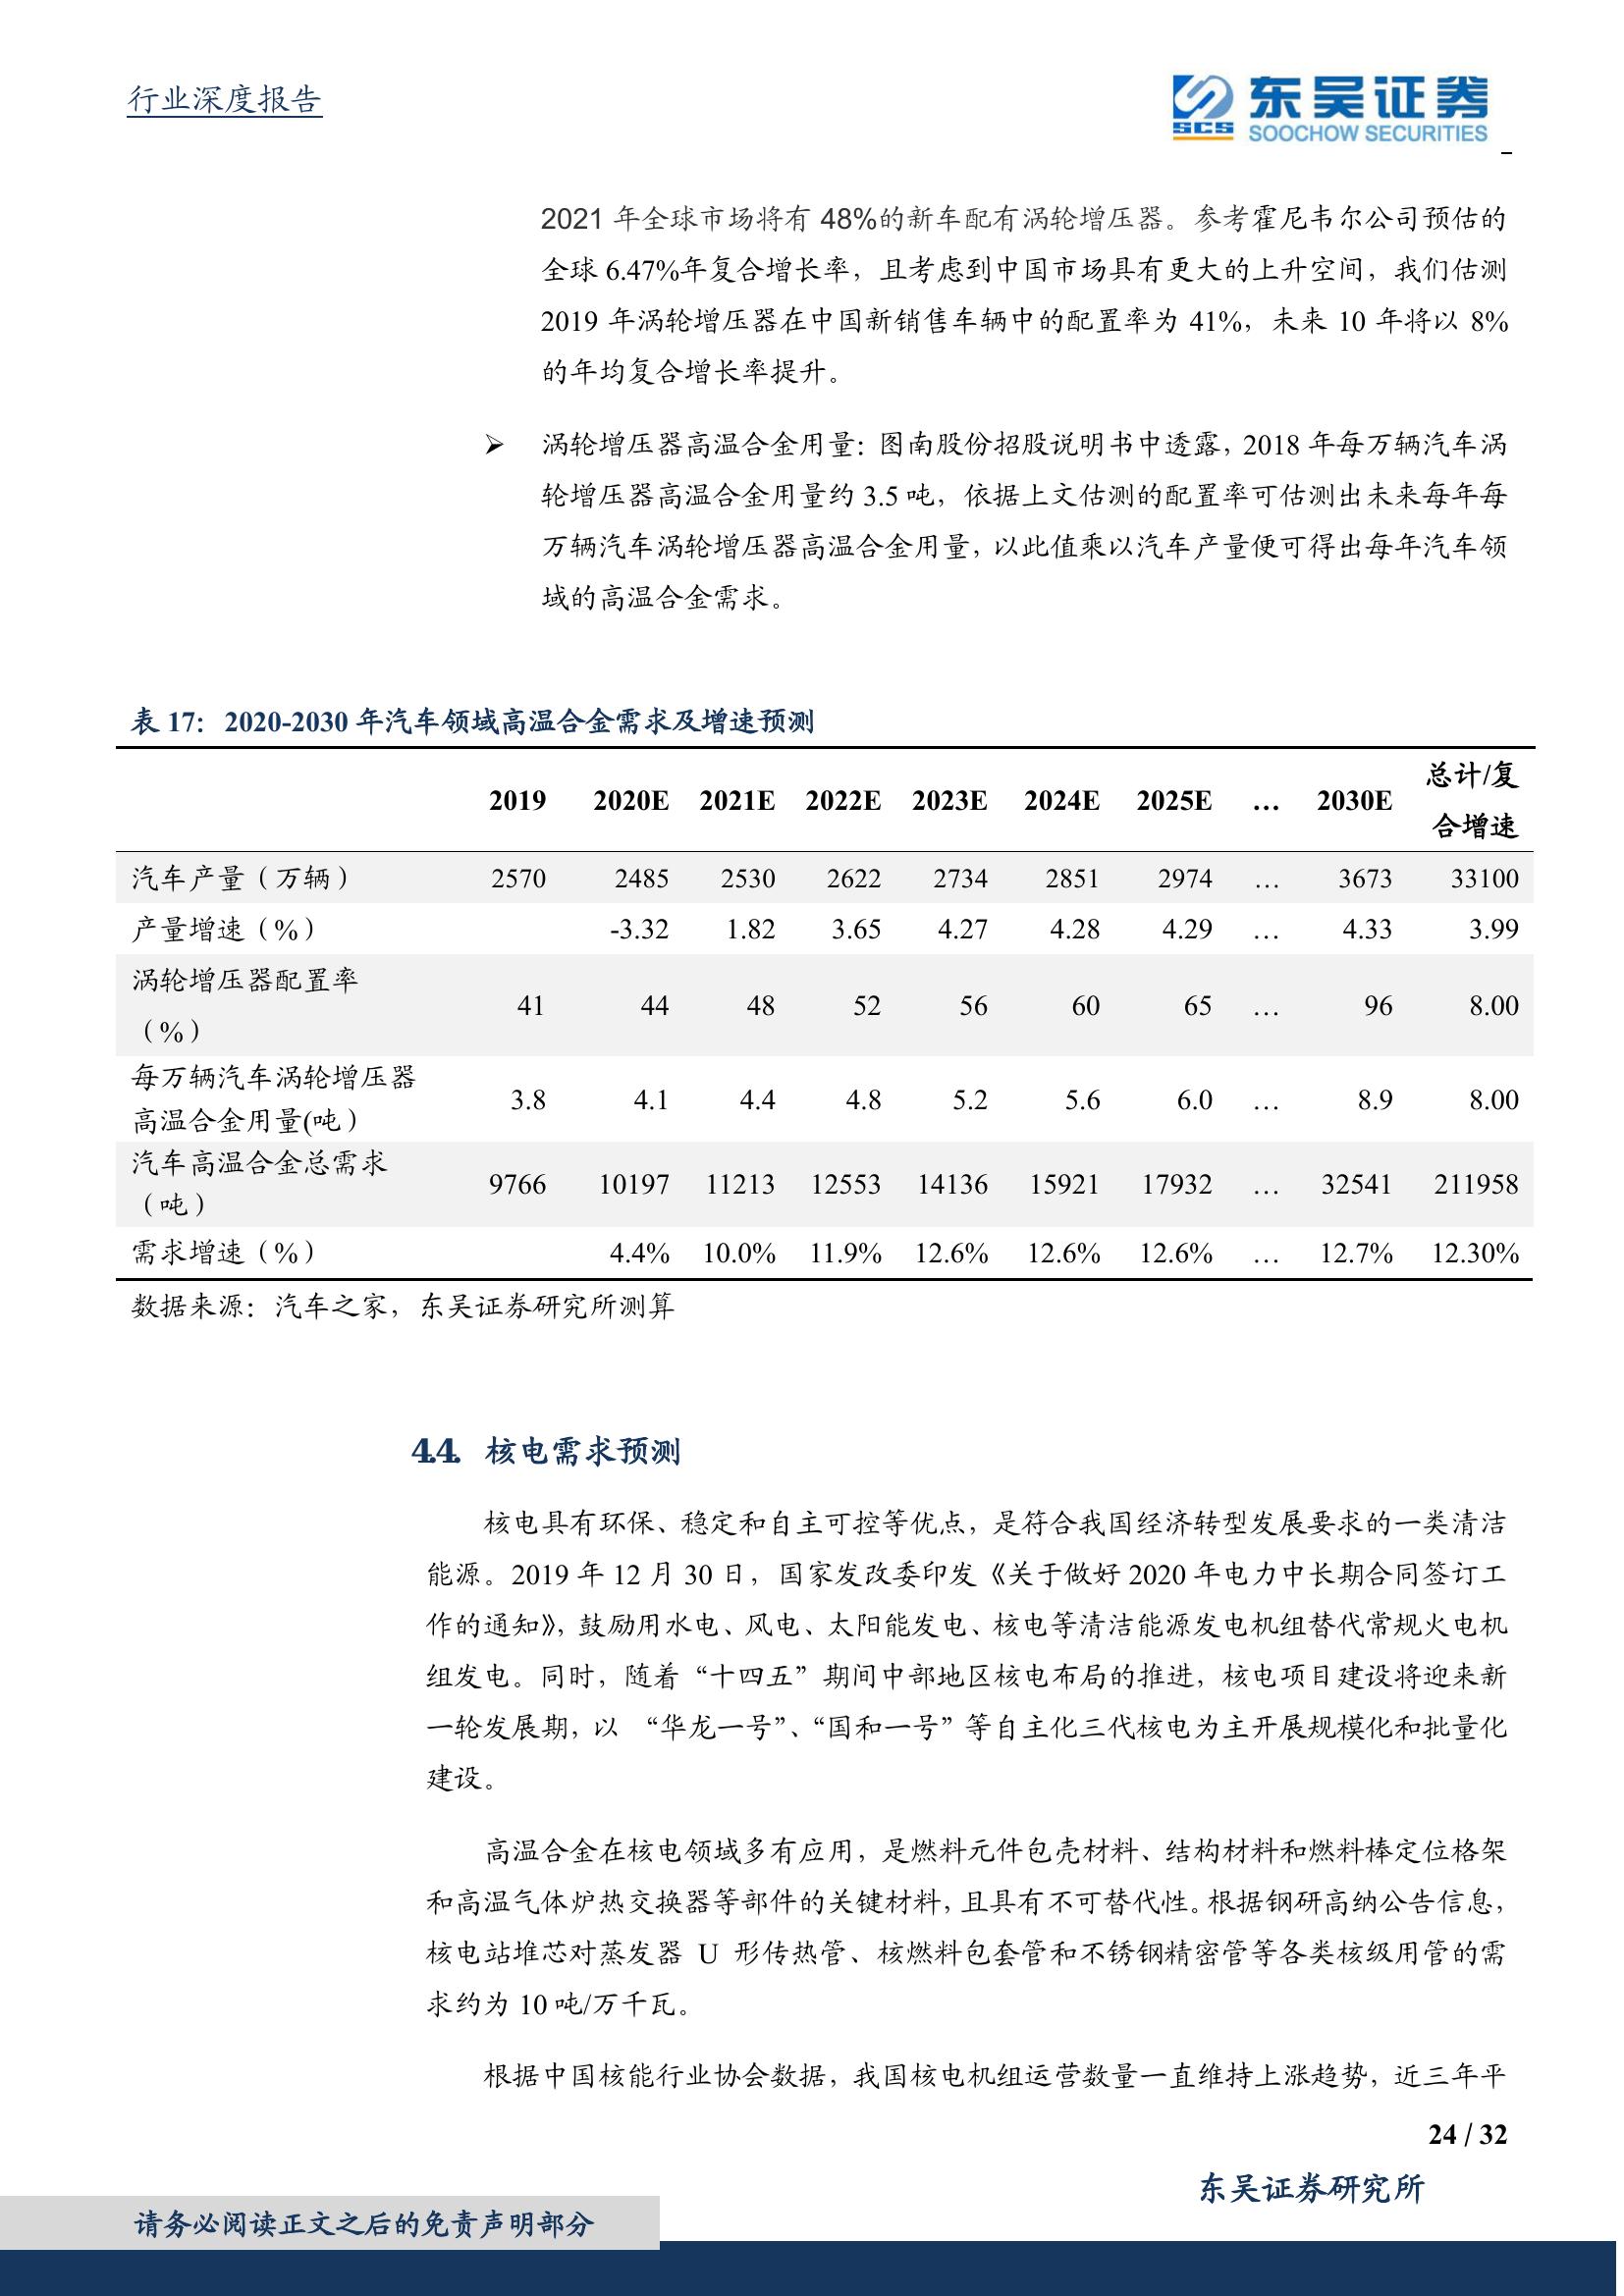 行业深度报告
SCS
东吴证券
SOOCHOW SECURITIES
2021 年全球市场将有 48%的新车配有涡轮增压器。参考霍尼韦尔公司预估的
全球 6.47%年复合增长率，且考虑到中国市场具有更大的上升空间，我们估测
2019 年涡轮增压器在中国新销售车辆中的配置率为 41%，未来 10 年将以 8%
的年均复合增长率提升。
➢ 涡轮增压器高温合金用量：图南股份招股说明书中透露，2018 年每万辆汽车涡
轮增压器高温合金用量约 3.5 吨，依据上文估测的配置率可估测出未来每年每
万辆汽车涡轮增压器高温合金用量，以此值乘以汽车产量便可得出每年汽车领
域的高温合金需求。
表 17：2020-2030 年汽车领域高温合金需求及增速预测
2019 2020E 2021E 2022E 2023E 2024E 2025E … 2030E 总计/复
合增速
汽车产量（万辆） 2570 2485 2530 2622 2734 2851 2974 … 3673 33100
产量增速（%） -3.32 1.82 3.65 4.27 4.28 4.29 … 4.33 3.99
涡轮增压器配置率
（%） 41 44 48 52 56 60 65 … 96 8.00
每万辆汽车涡轮增压器
高温合金用量(吨） 3.8 4.1 4.4 4.8 5.2 5.6 6.0 … 8.9 8.00
汽车高温合金总需求
（吨） 9766 10197 11213 12553 14136 15921 17932 … 32541 211958
需求增速（%） 4.4% 10.0% 11.9% 12.6% 12.6% 12.6% … 12.7% 12.30%
数据来源：汽车之家，东吴证券研究所测算
4.4. 核电需求预测
核电具有环保、稳定和自主可控等优点，是符合我国经济转型发展要求的一类清洁
能源。2019 年 12 月 30 日，国家发改委印发《关于做好 2020 年电力中长期合同签订工
作的通知》，鼓励用水电、风电、太阳能发电、核电等清洁能源发电机组替代常规火电机
组发电。同时，随着“十四五”期间中部地区核电布局的推进，核电项目建设将迎来新
一轮发展期，以 “华龙一号”、“国和一号”等自主化三代核电为主开展规模化和批量化
建设。
高温合金在核电领域多有应用，是燃料元件包壳材料、结构材料和燃料棒定位格架
和高温气体炉热交换器等部件的关键材料，且具有不可替代性。根据钢研高纳公告信息，
核电站堆芯对蒸发器 U 形传热管、核燃料包套管和不锈钢精密管等各类核级用管的需
求约为 10 吨/万千瓦。
根据中国核能行业协会数据，我国核电机组运营数量一直维持上涨趋势，近三年平
24 / 32
东吴证券研究所
请务必阅读正文之后的免责声明部分